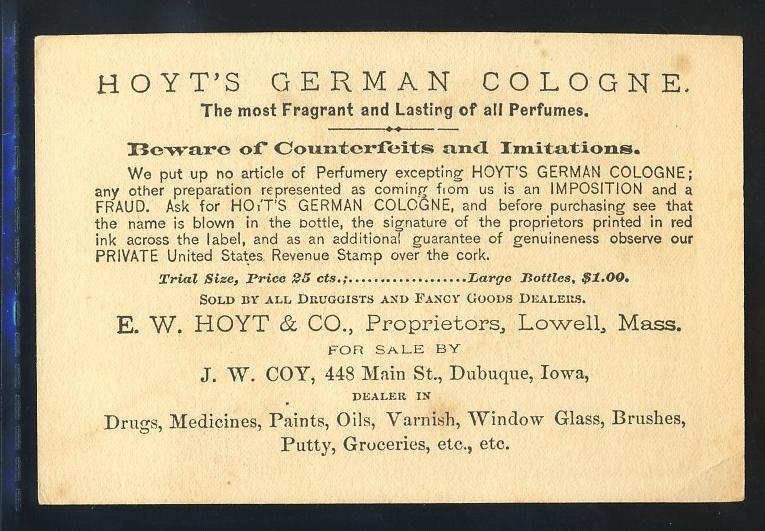 HOYT'S GERMAN COLOGNE.
The most Fragrant and Lasting of all Perfumes.
Beware of Counterfeits and Imitations.
We put up no article of Perfumery excepting HOYT'S GERMAN COLOGNE;
any other preparation represented as coming from us is an IMPOSITION and a
FRAUD. Ask for HOYT'S GERMAN COLOGNE, and before purchasing see that
the name is blown in the bottle, the signature of the proprietors printed in red
ink across the label, and as an additional guarantee of genuineness observe our
PRIVATE United States Revenue Stamp over the cork.
Trial Size, Price 25 cts.;...................Large Bottles, $1.00.
SOLD BY ALL DRUGGISTS AND FANCY GOODS DEALERS.
E. W. HOYT & CO., Proprietors, Lowell, Mass.
FOR SALE BY
J. W. COY, 448 Main St., Dubuque, Iowa,
DEALER IN
Drugs, Medicines, Paints, Oils, Varnish, Window Glass, Brushes,
Putty, Groceries, etc., etc.